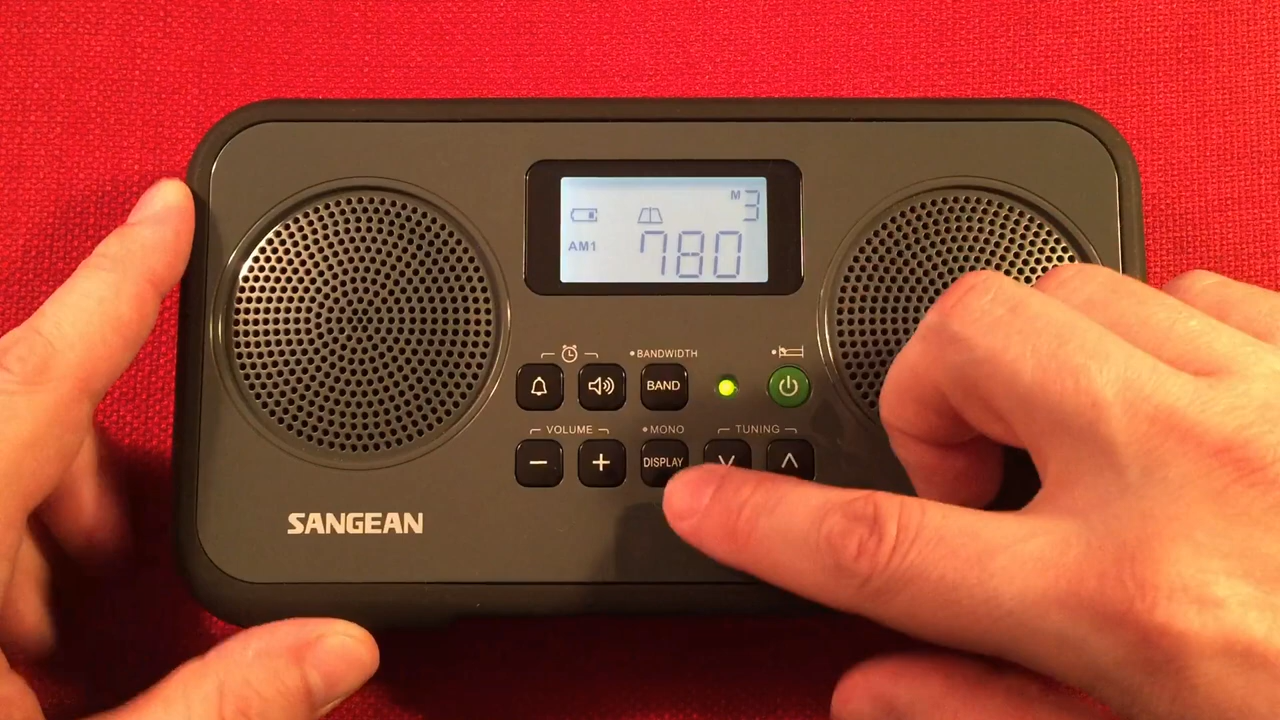 M 3
AM1 780
BANDWIDTH
BAND
VOLUME MONO TUNING
− + DISPLAY
SANGEAN